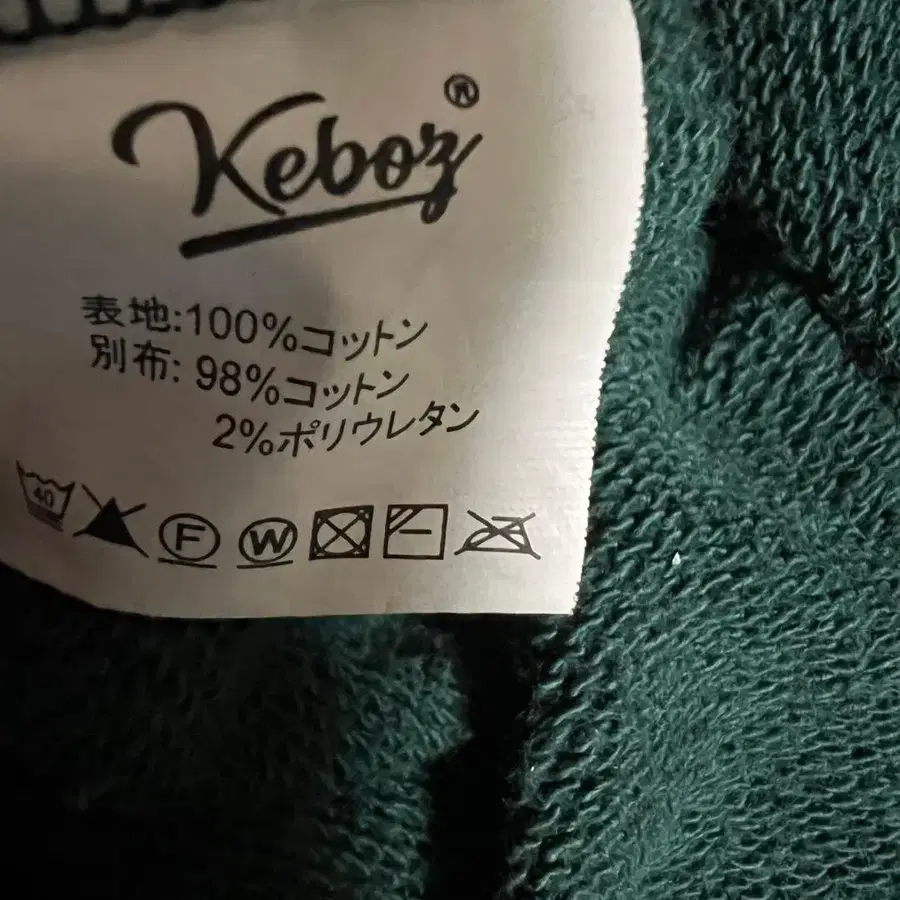 Keboz®
表地:100%コットン
別布: 98%コットン
2%ポリウレタン
40 F W